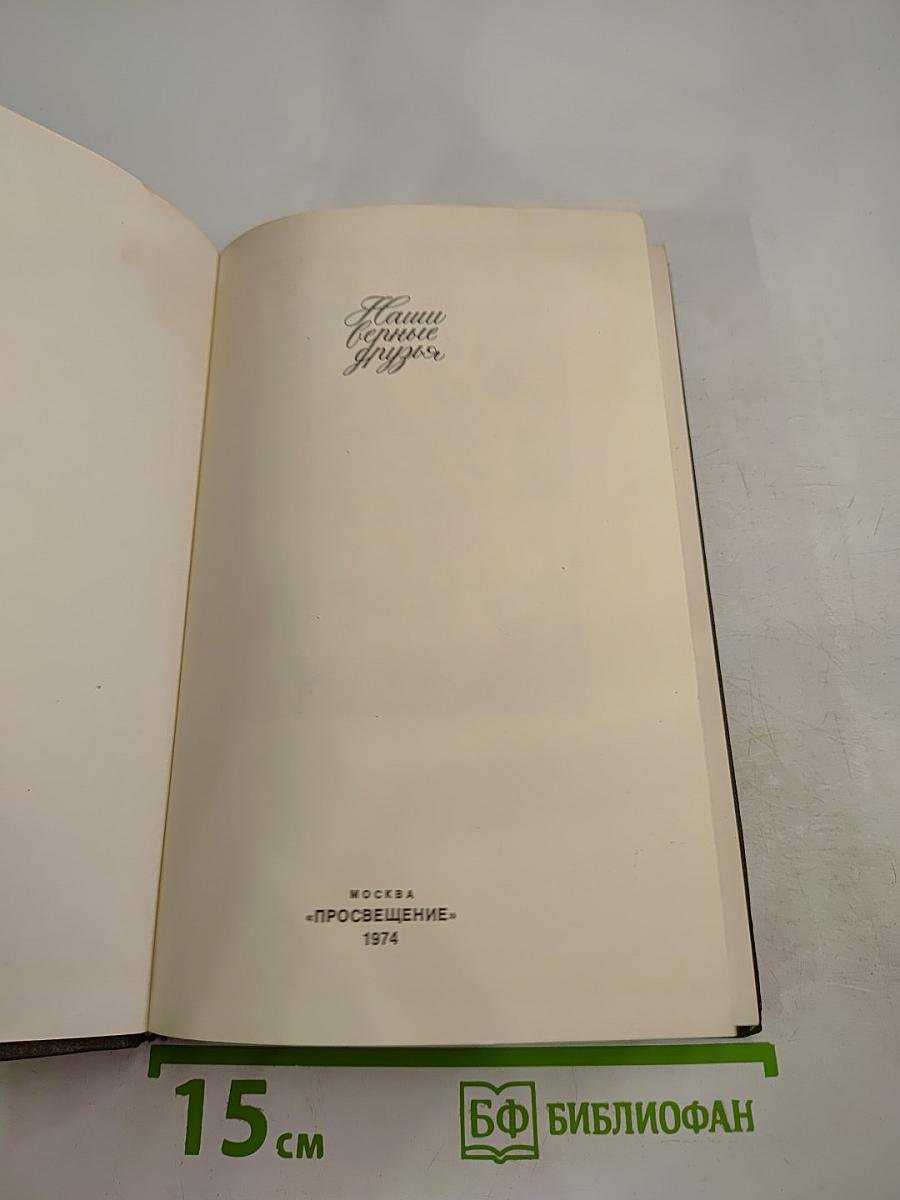 Наши
верные
друзья
МОСКВА
«ПРОСВЕЩЕНИЕ»
1974
15 см
БФ БИБЛИОФАН